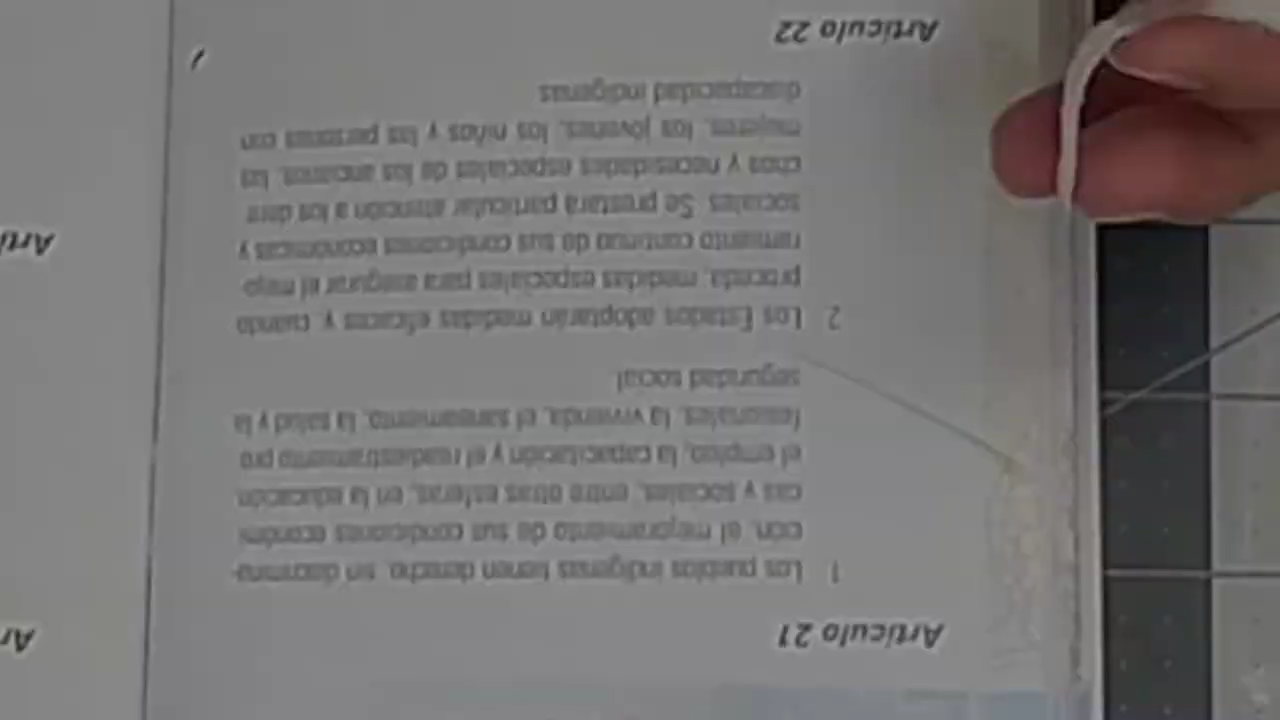 Artículo 21
1 Los pueblos indígenas tienen derecho, sin discrimina-
ción, al mejoramiento de sus condiciones económi
cas y sociales, entre otras esferas, en la educación
el empleo, la capacitación y el readiestramiento pro
fesionales, la vivienda, el saneamiento, la salud y la
seguridad social
2 Los Estados adoptarán medidas eficaces y, cuando
proceda, medidas especiales para asegurar el mejo-
ramiento continuo de sus condiciones económicas y
sociales Se prestará particular atención a los dere
chos y necesidades especiales de los ancianos, las
mujeres, los jóvenes, los niños y las personas con
discapacidad indígenas
Artículo 22
Ar
Artí